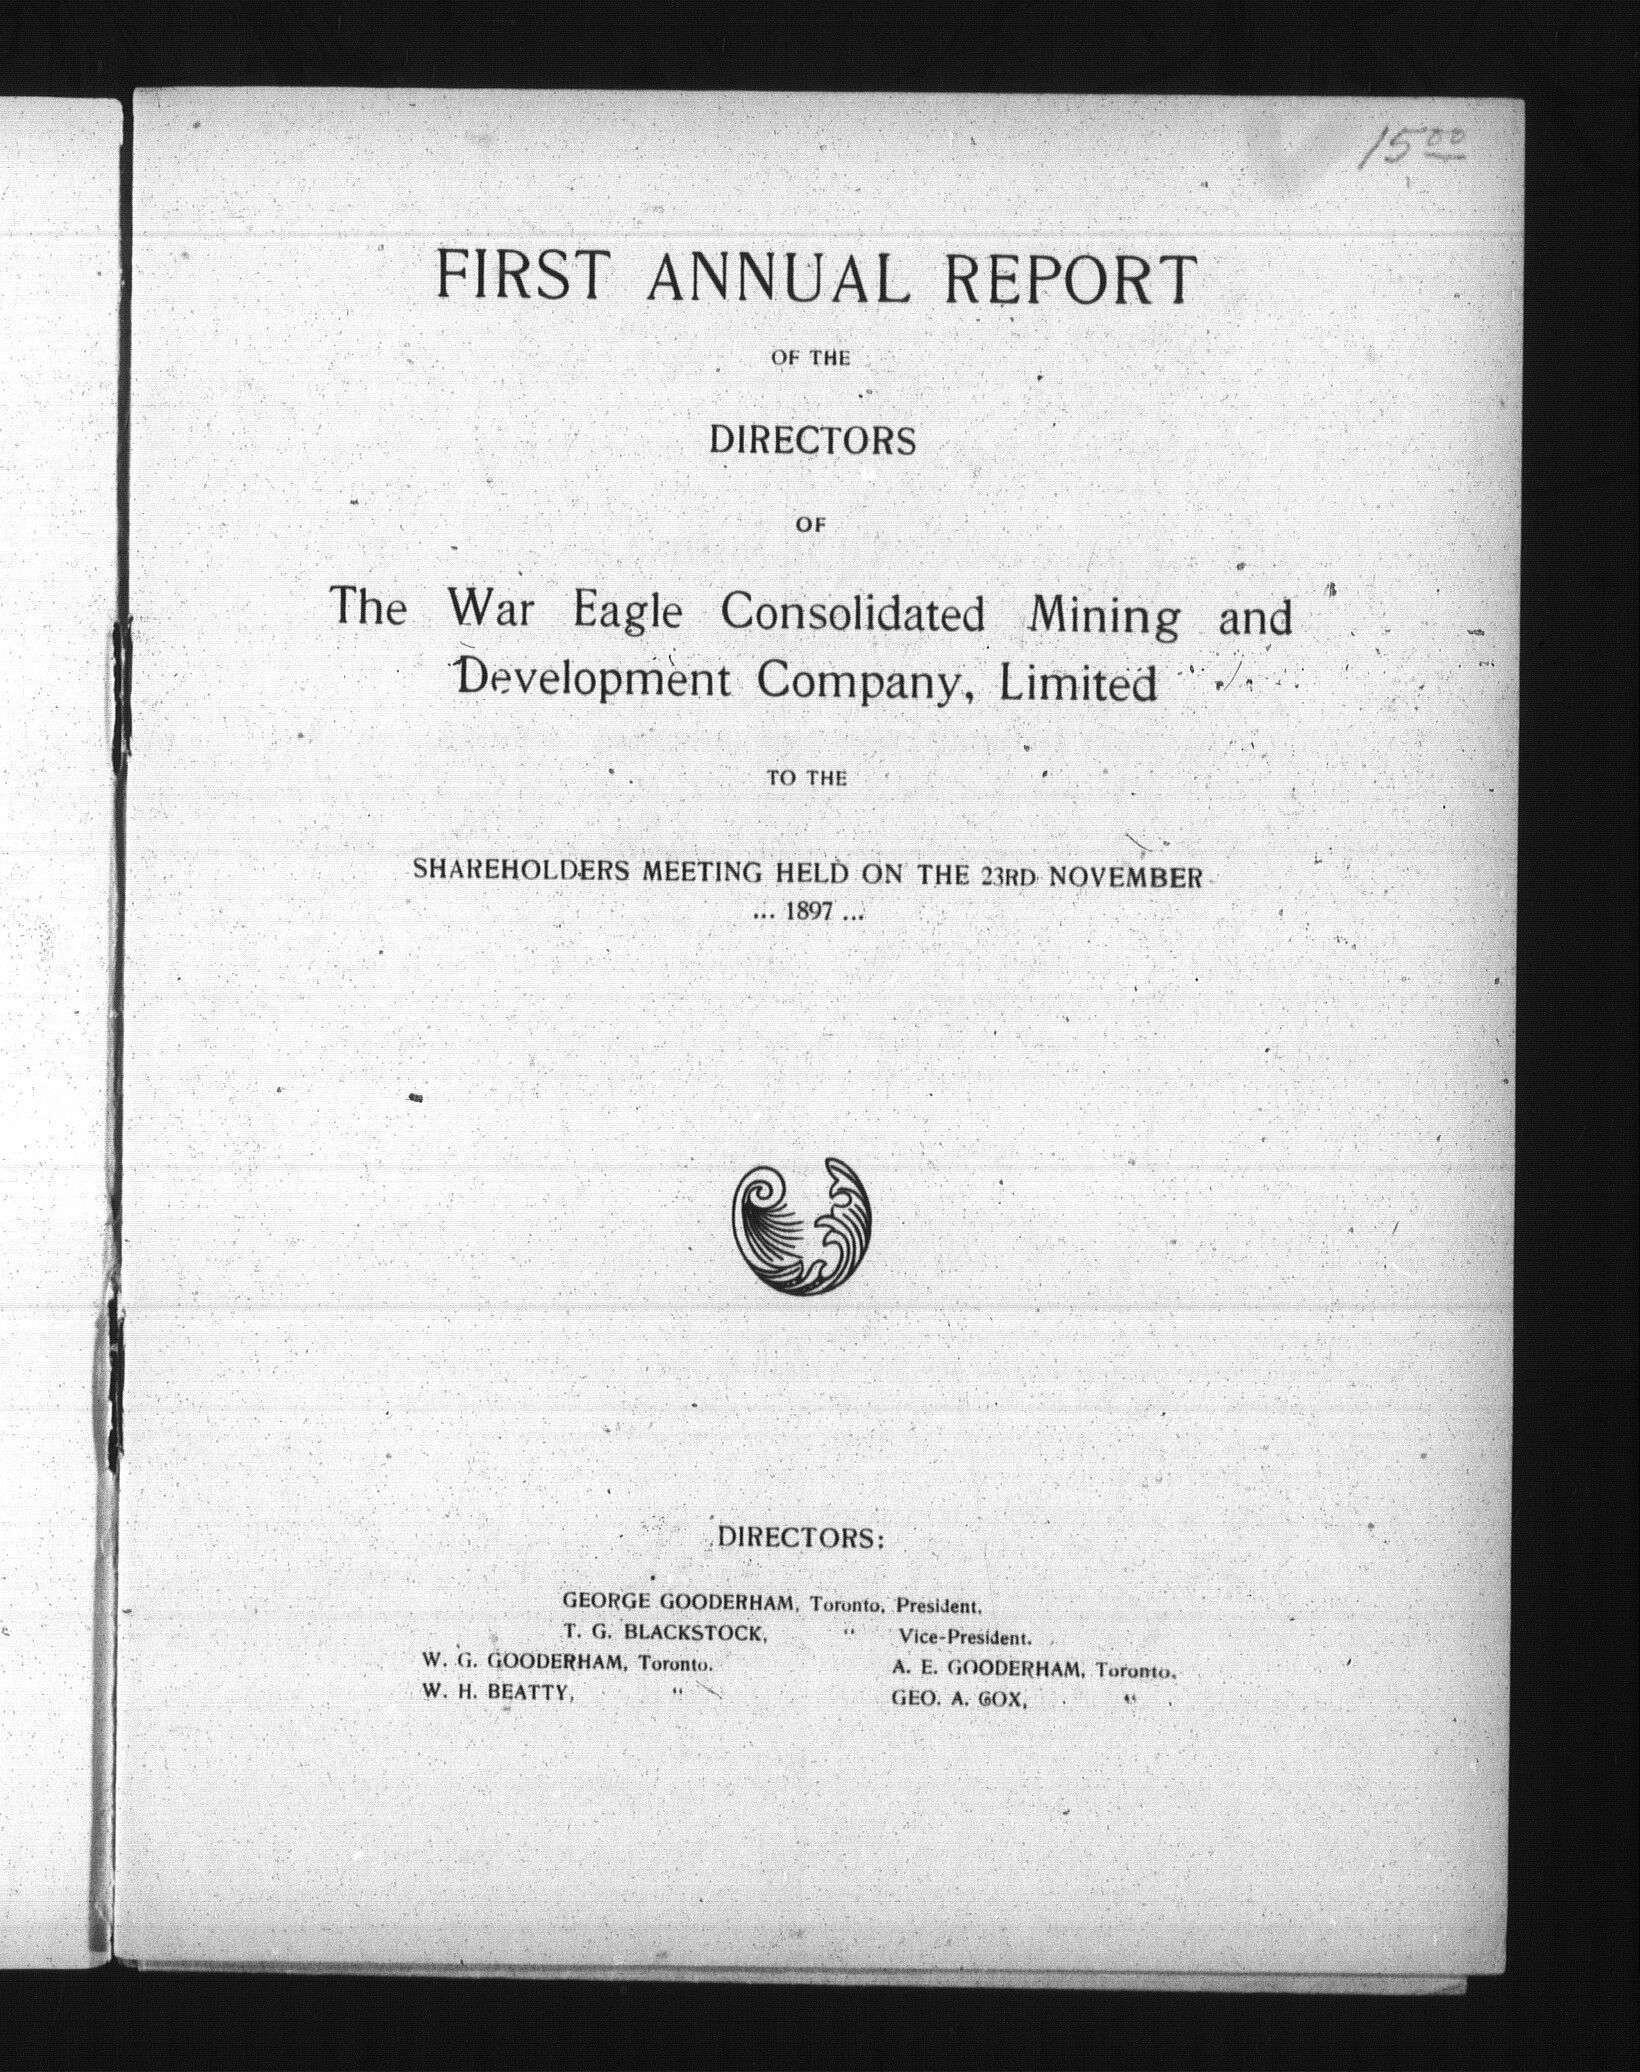 15 00
FIRST ANNUAL REPORT
OF THE
DIRECTORS
OF
The War Eagle Consolidated Mining and
Development Company, Limited
TO THE
SHAREHOLDERS MEETING HELD ON THE 23RD NOVEMBER
... 1897 ...
DIRECTORS:
GEORGE GOODERHAM, Toronto, President.
T. G. BLACKSTOCK, " Vice-President.
W. G. GOODERHAM, Toronto. A. E. GOODERHAM, Toronto.
W. H. BEATTY, " GEO. A. COX, "